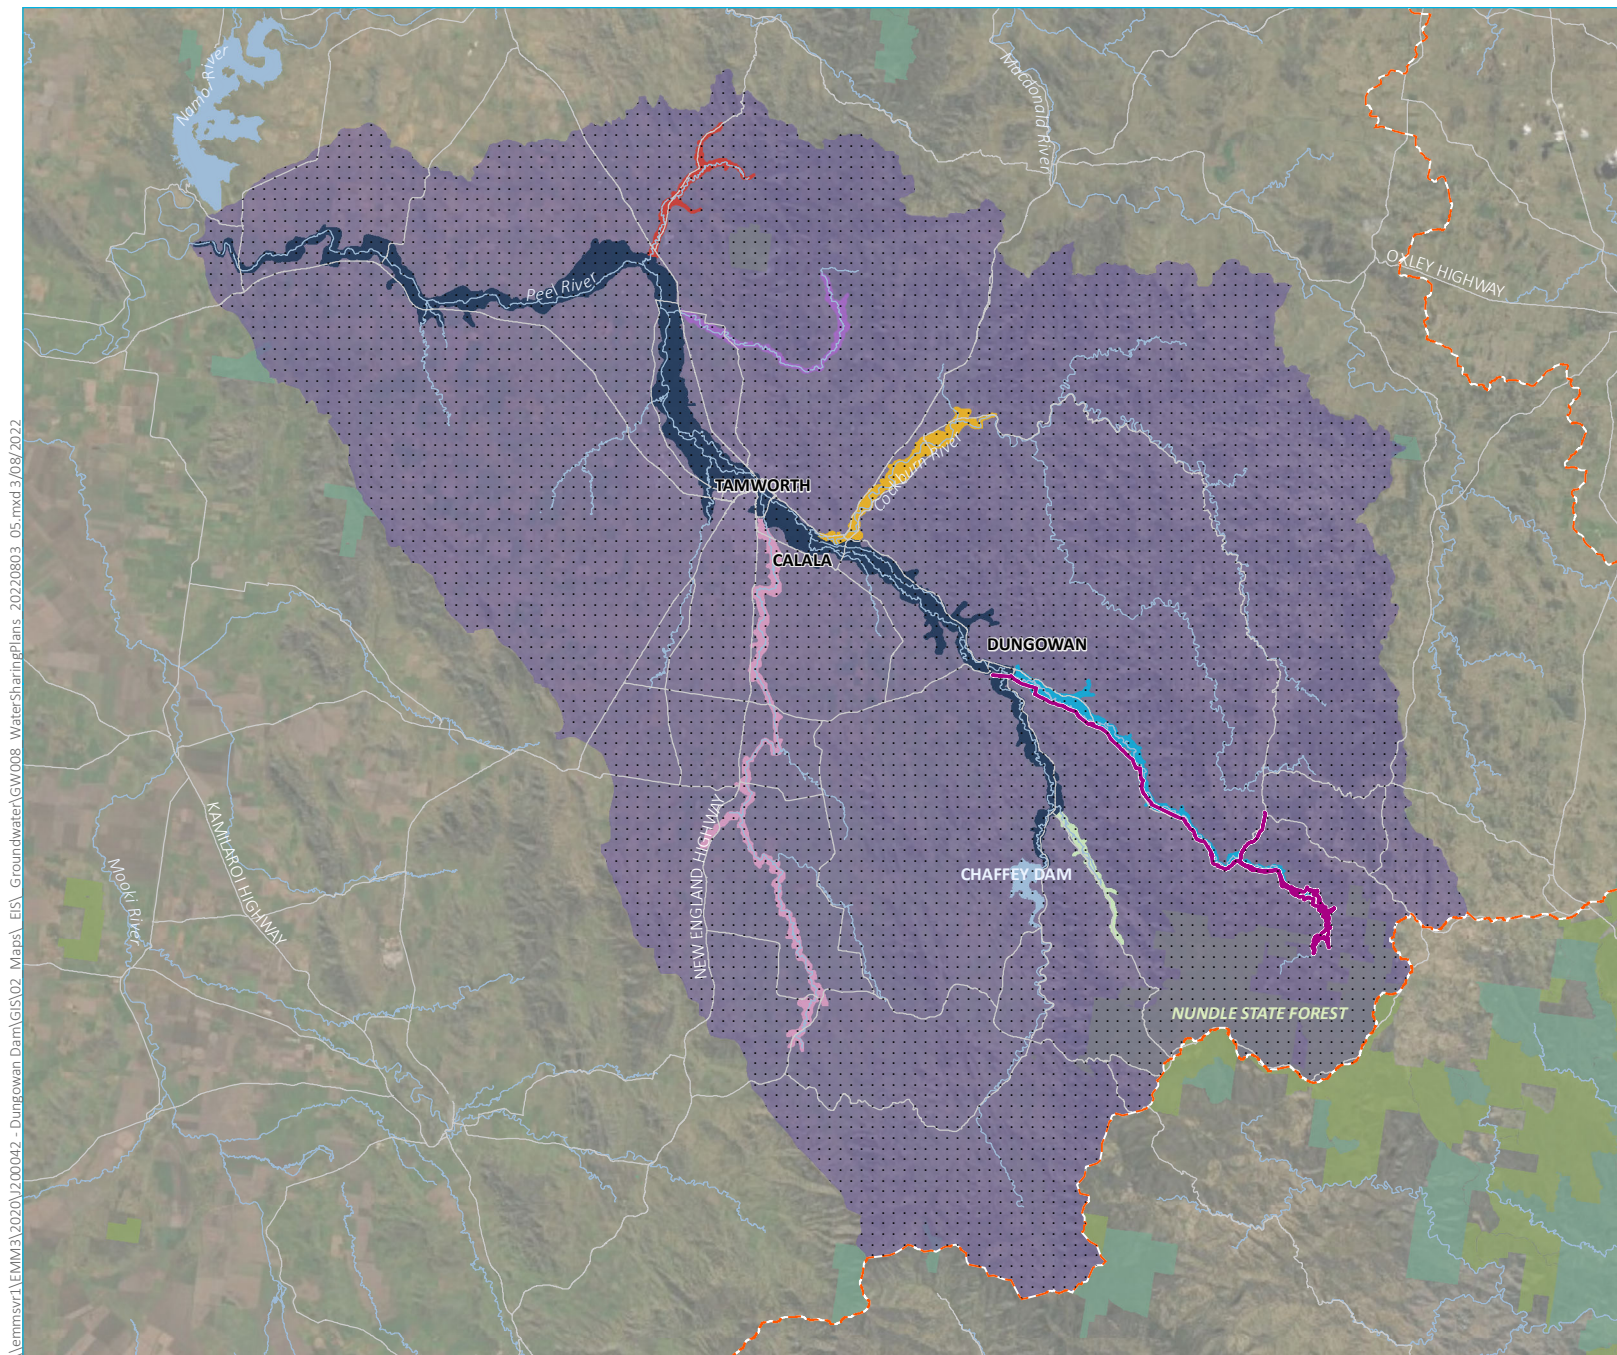 Namoi River
Macdonald River
OXLEY HIGHWAY
Peel River
Cockburn River
TAMWORTH
CALALA
DUNGOWAN
KAMILAROI HIGHWAY
Mooki River
NEW ENGLAND HIGHWAY
CHAFFEY DAM
NUNDLE STATE FOREST
\emmsvr1\EMM3\2020\J200042 - Dungowan Dam\GIS\02_Maps\_EIS\_Groundwater\GW008_WaterSharingPlans_20220803_05.mxd 3/08/2022